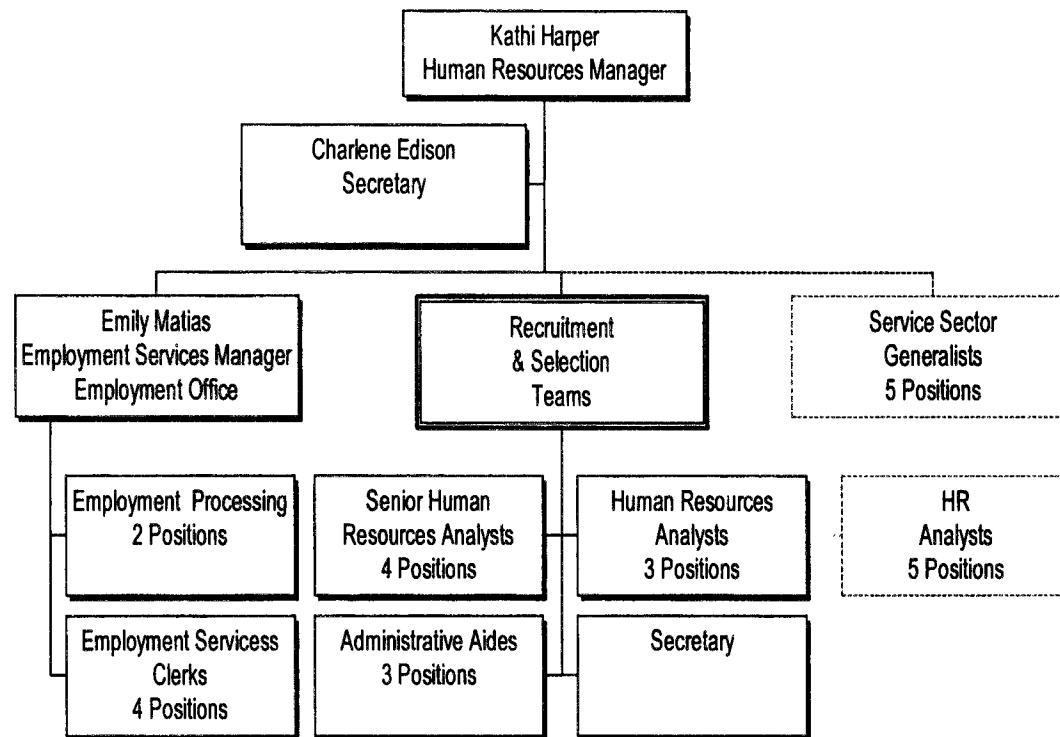 Kathi Harper
Human Resources Manager
Charlene Edison
Secretary
Emily Matias
Employment Services Manager
Employment Office
Recruitment
& Selection
Teams
Service Sector
Generalists
5 Positions
Employment Processing
2 Positions
Senior Human
Resources Analysts
4 Positions
Human Resources
Analysts
3 Positions
HR
Analysts
5 Positions
Employment Servicess
Clerks
4 Positions
Administrative Aides
3 Positions
Secretary